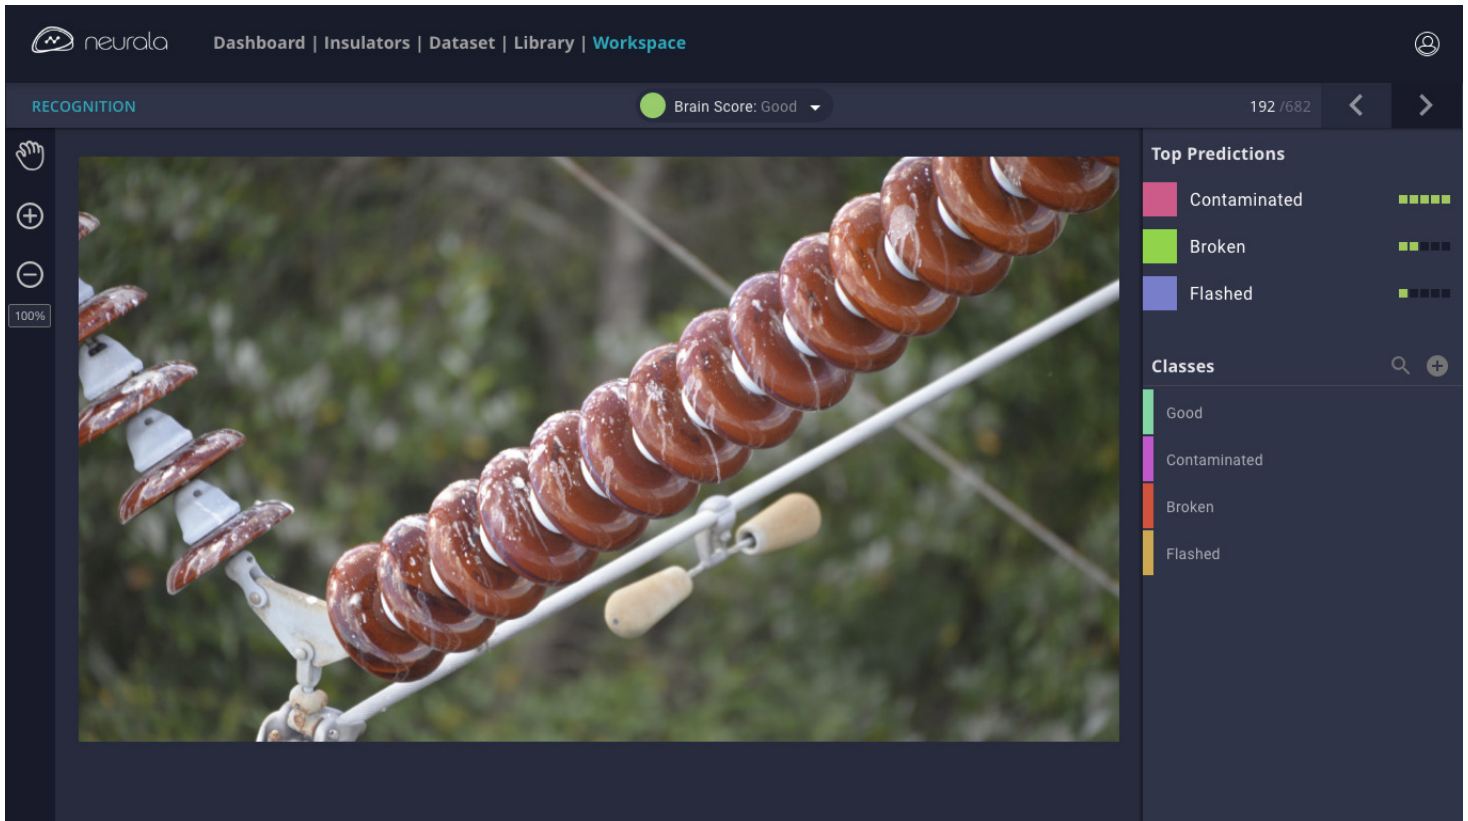 neurala
Dashboard | Insulators | Dataset | Library | Workspace
RECOGNITION
Brain Score: Good
192 /682
100%
Top Predictions
Contaminated
Broken
Flashed
Classes
Good
Contaminated
Broken
Flashed